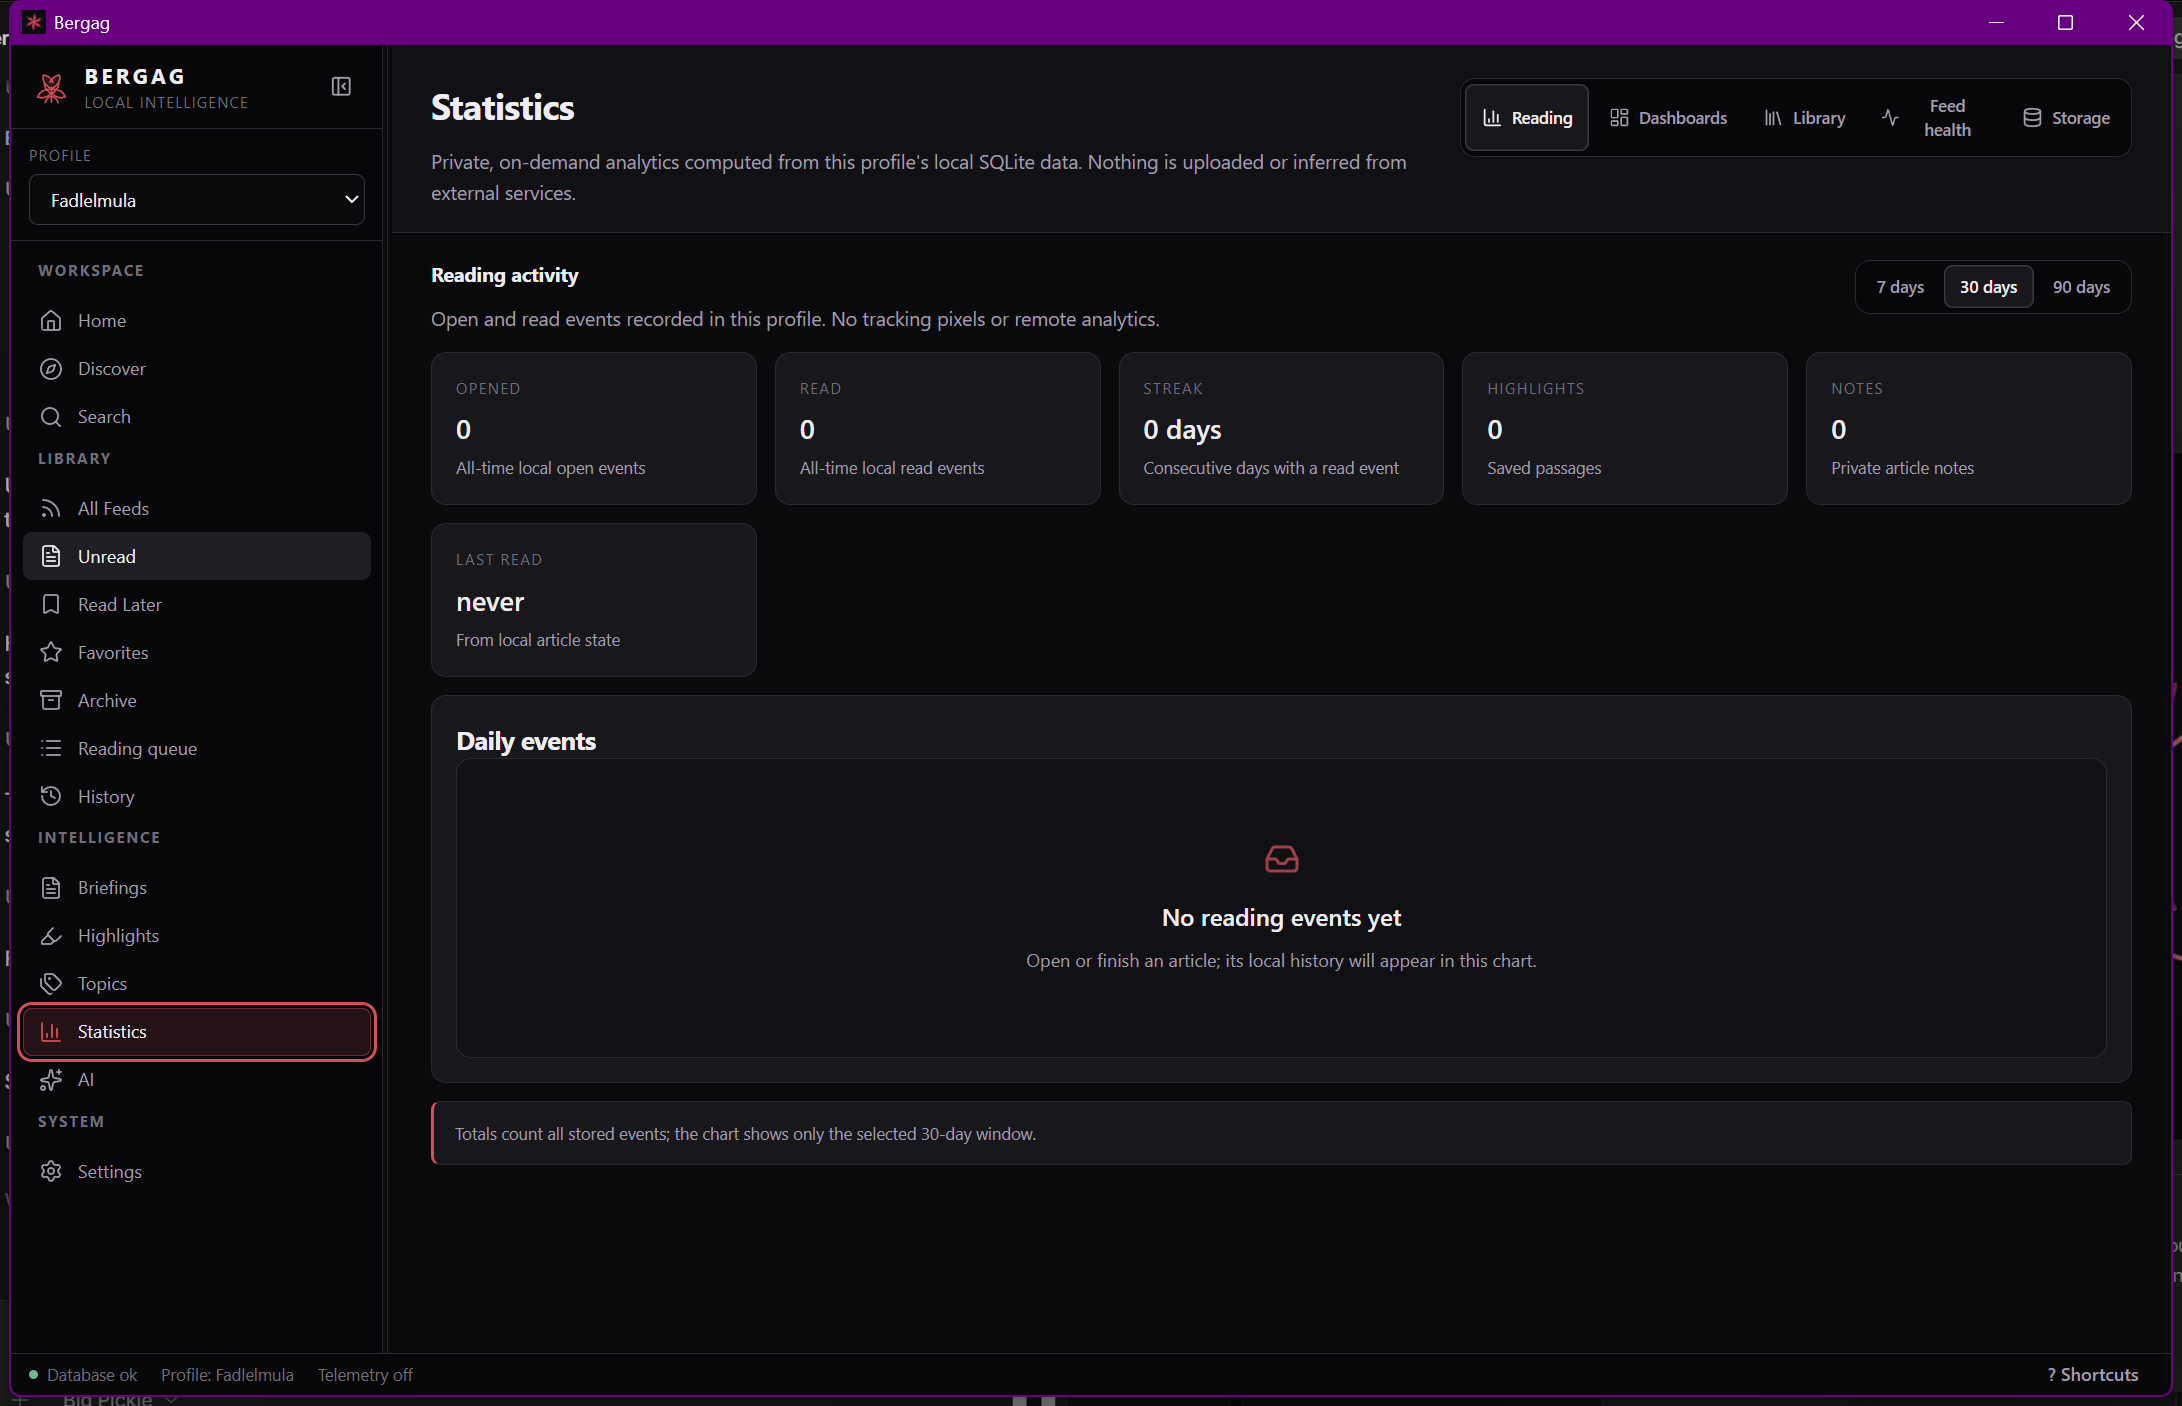 Bergag
BERGAG
LOCAL INTELLIGENCE
PROFILE
Fadlelmula
WORKSPACE
Home
Discover
Search
LIBRARY
All Feeds
Unread
Read Later
Favorites
Archive
Reading queue
History
INTELLIGENCE
Briefings
Highlights
Topics
Statistics
AI
SYSTEM
Settings
Statistics
Private, on-demand analytics computed from this profile's local SQLite data. Nothing is uploaded or inferred from
external services.
Reading
Dashboards
Library
Feed
health
Storage
Reading activity
Open and read events recorded in this profile. No tracking pixels or remote analytics.
7 days
30 days
90 days
OPENED
0
All-time local open events
READ
0
All-time local read events
STREAK
0 days
Consecutive days with a read event
HIGHLIGHTS
0
Saved passages
NOTES
0
Private article notes
LAST READ
never
From local article state
Daily events
No reading events yet
Open or finish an article; its local history will appear in this chart.
Totals count all stored events; the chart shows only the selected 30-day window.
Database ok
Profile: Fadlelmula
Telemetry off
? Shortcuts
Big Pickle